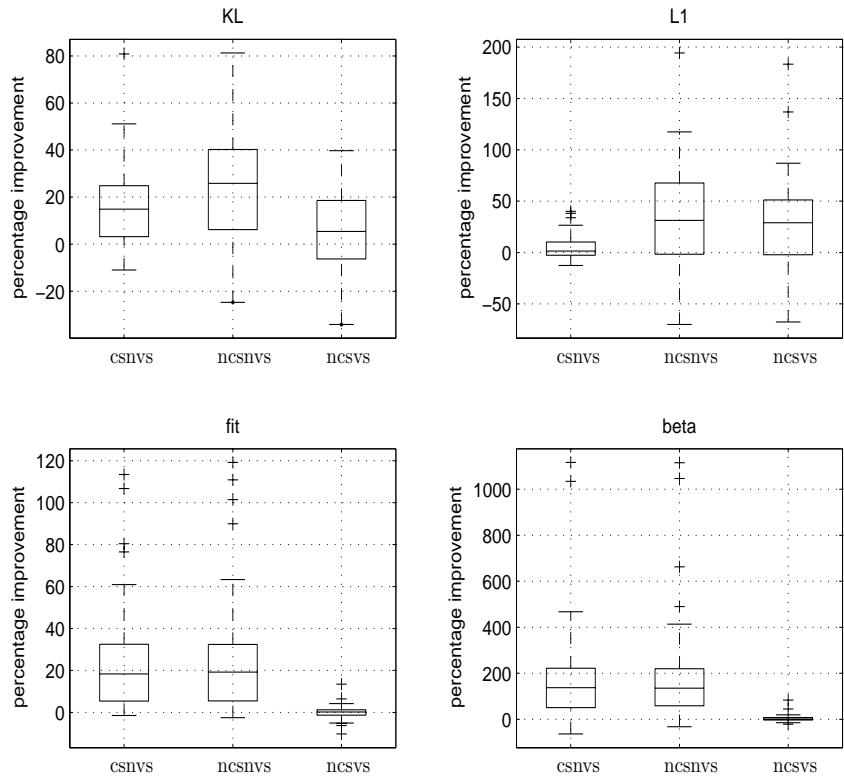 KL
percentage improvement
80
60
40
20
0
−20
csnvs ncsnvs ncsvs
L1
percentage improvement
200
150
100
50
0
−50
csnvs ncsnvs ncsvs
fit
percentage improvement
120
100
80
60
40
20
0
csnvs ncsnvs ncsvs
beta
percentage improvement
1000
800
600
400
200
0
csnvs ncsnvs ncsvs